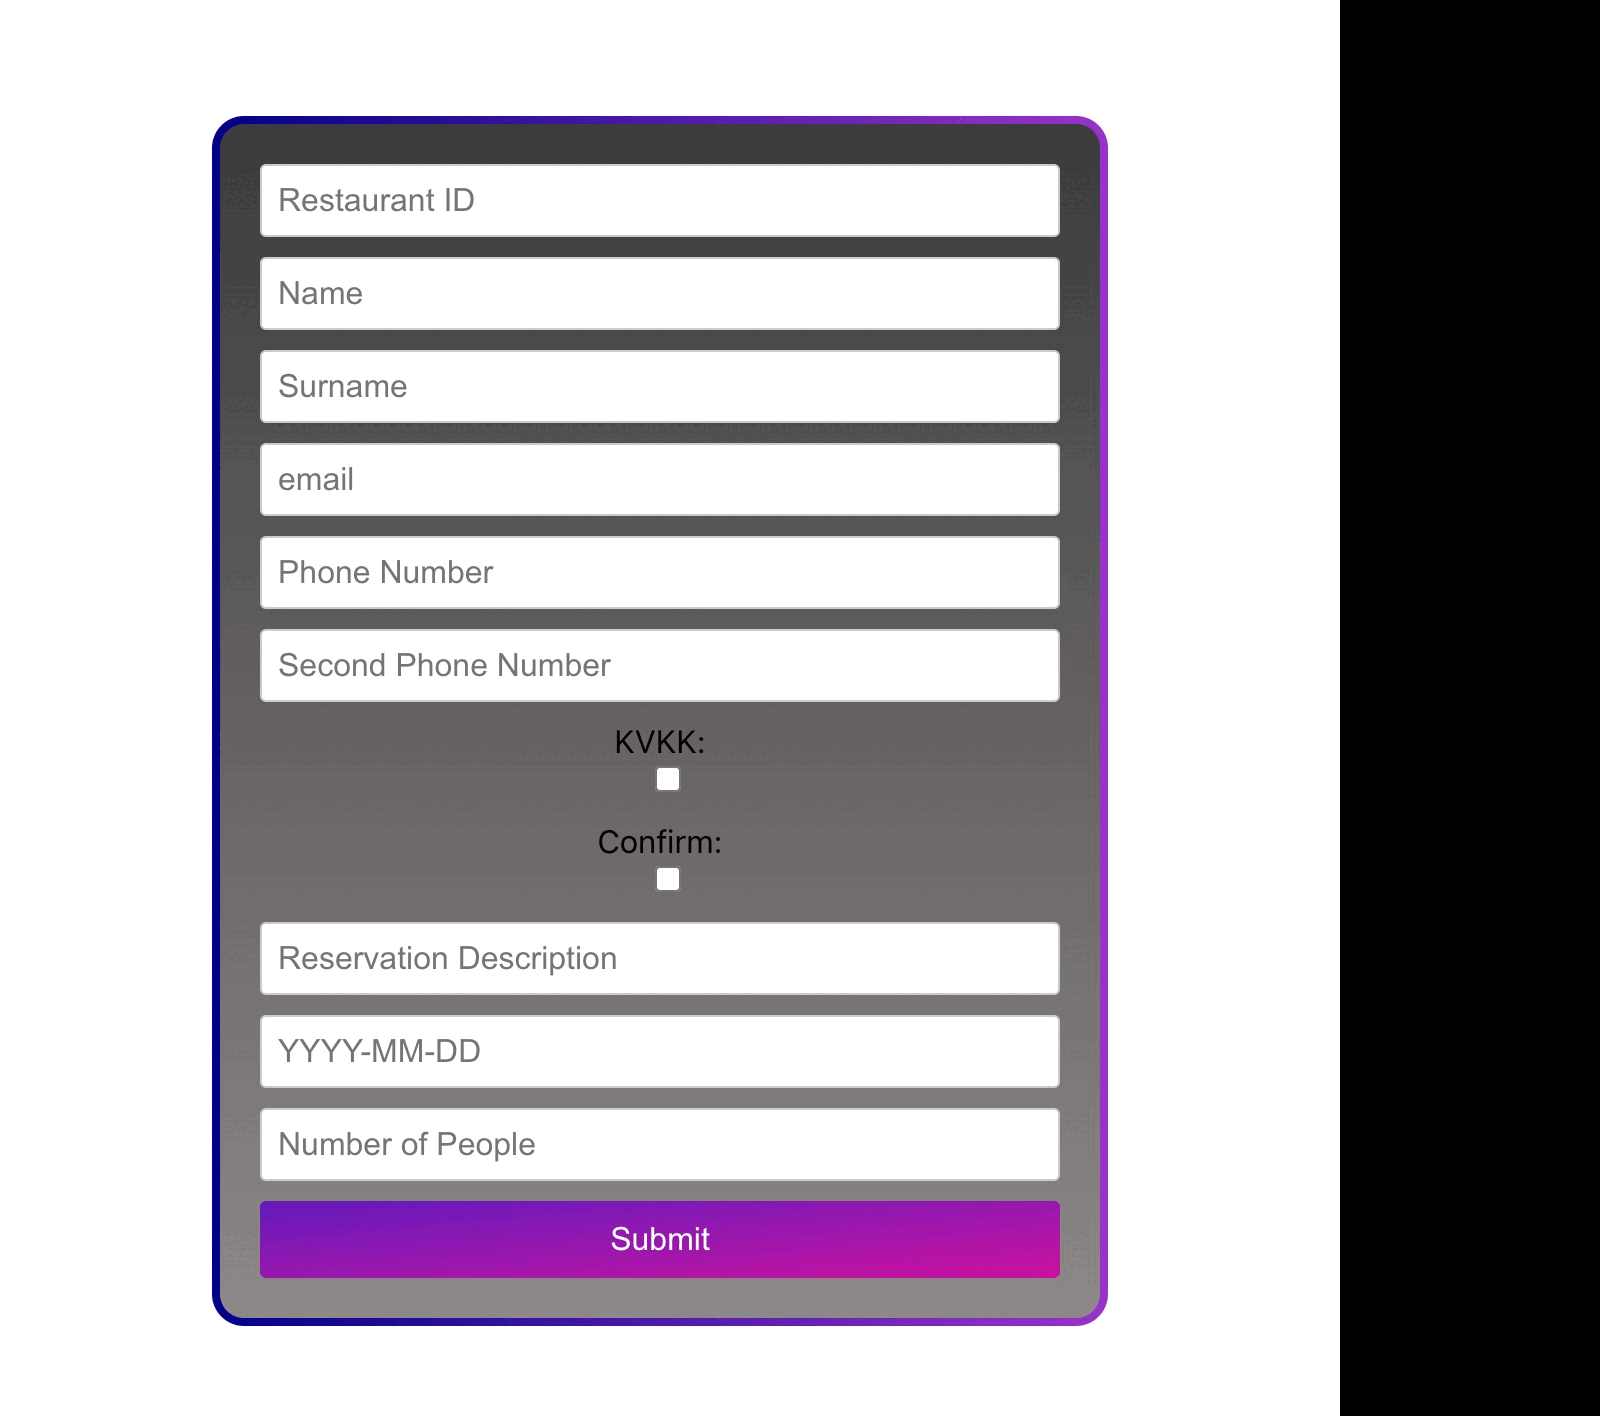 Restaurant ID
Name
Surname
email
Phone Number
Second Phone Number
KVKK:
Confirm:
Reservation Description
YYYY-MM-DD
Number of People
Submit